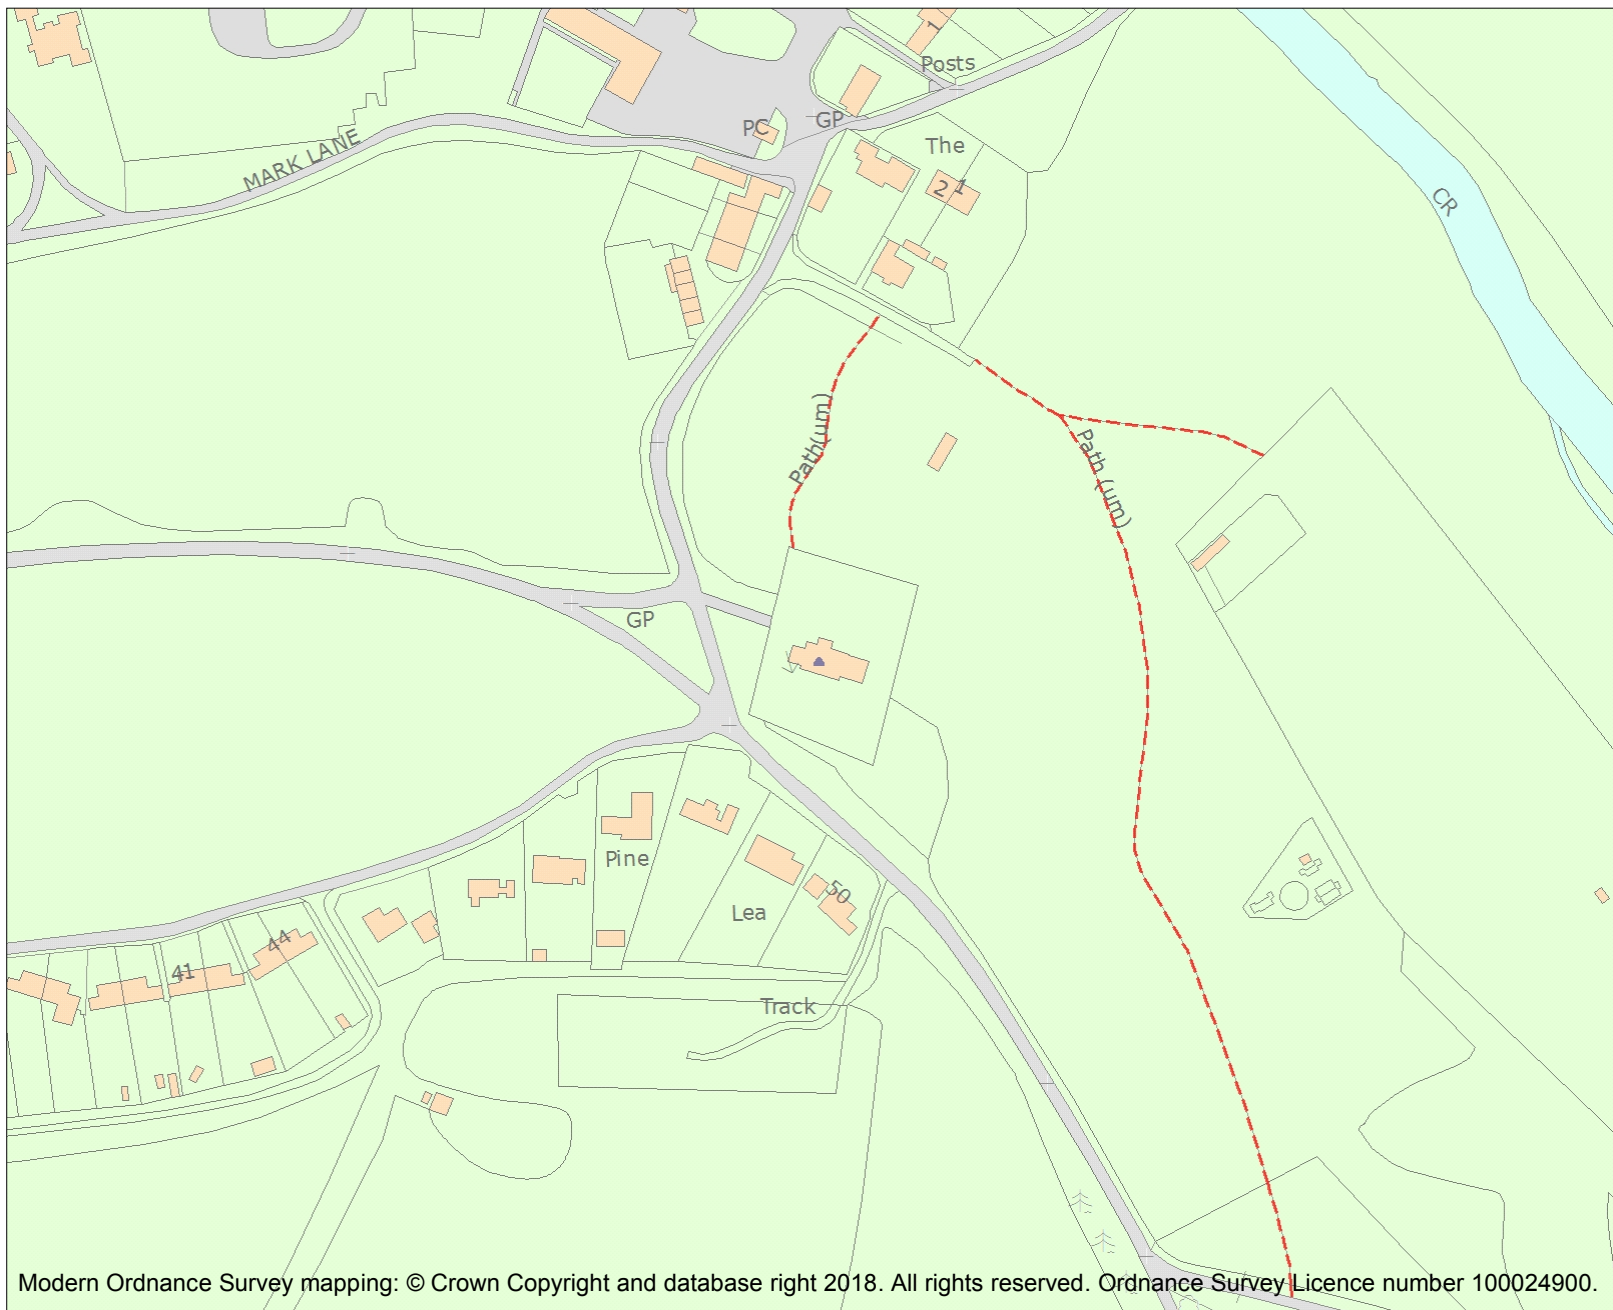 1
Posts
PC
GP
The
MARK LANE
2
1
CR
Path(um)
Path (um)
GP
Pine
50
Lea
44
41
Track
Modern Ordnance Survey mapping: © Crown Copyright and database right 2018. All rights reserved. Ordnance Survey Licence number 100024900.